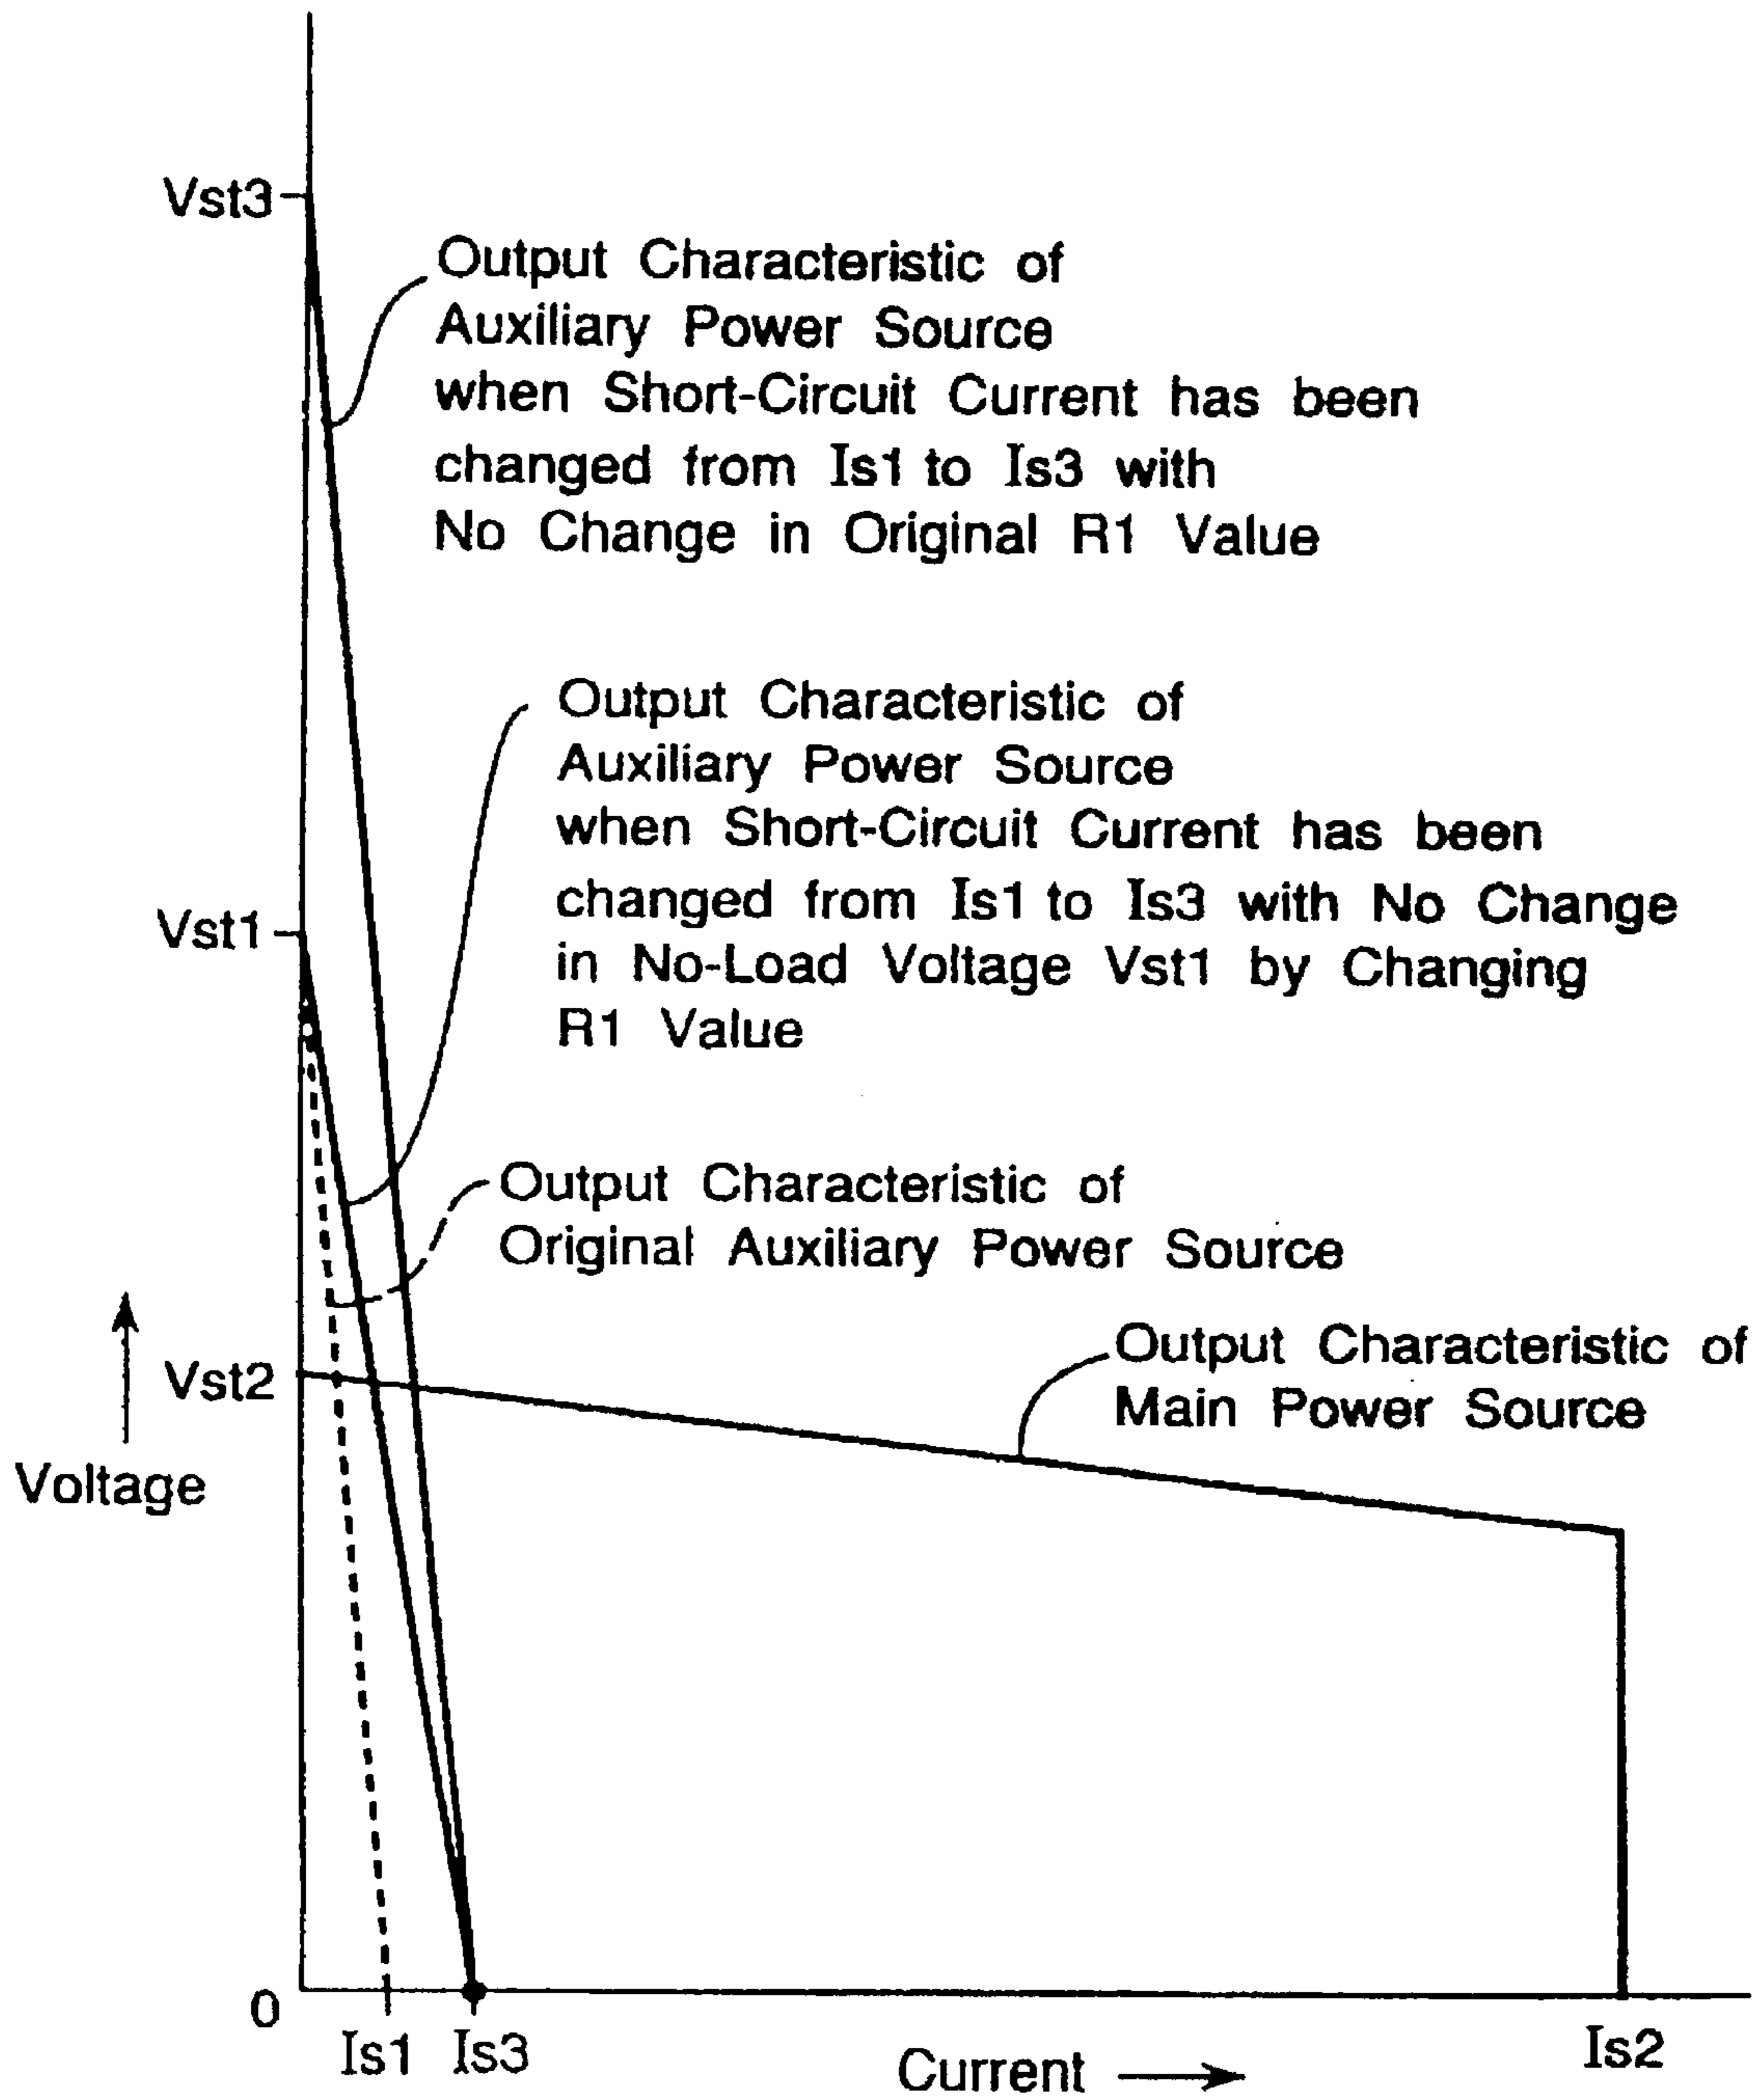 Vst3
Output Characteristic of
Auxiliary Power Source
when Short-Circuit Current has been
changed from Is1 to Is3 with
No Change in Original R1 Value
Output Characteristic of
Auxiliary Power Source
when Short-Circuit Current has been
changed from Is1 to Is3 with No Change
in No-Load Voltage Vst1 by Changing
R1 Value
Vst1
Output Characteristic of
Original Auxiliary Power Source
Vst2
Output Characteristic of
Main Power Source
Voltage
0
Is1
Is3
Current
Is2